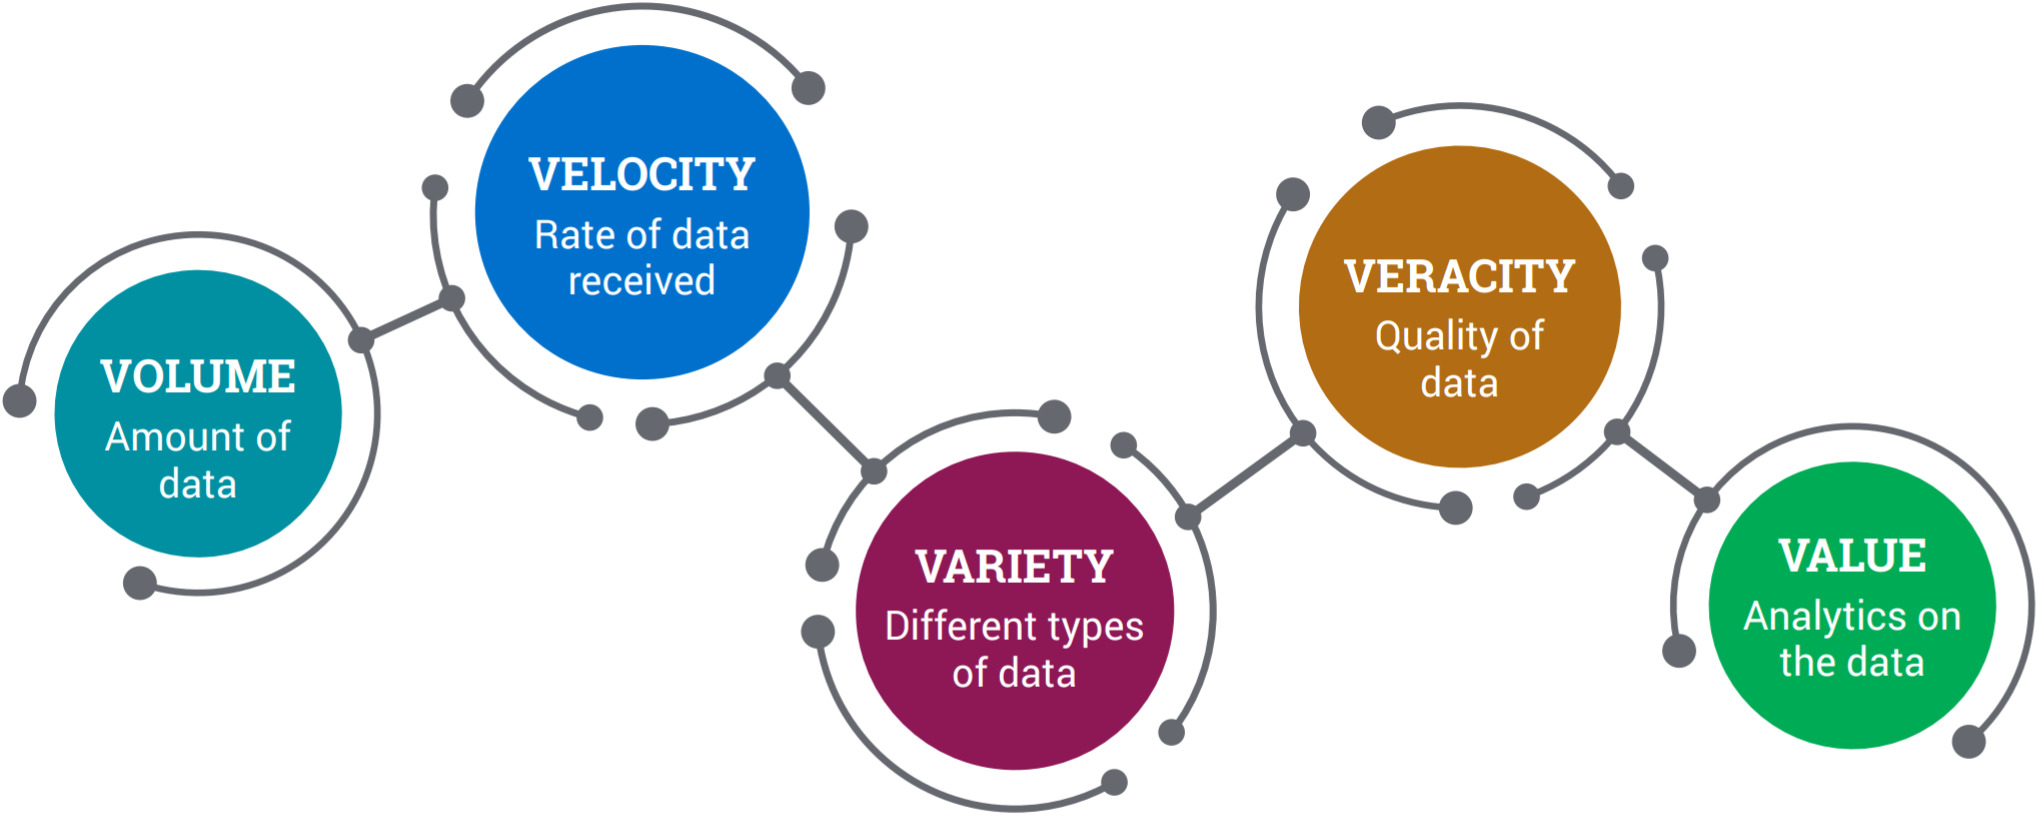 VOLUME
Amount of
data
VELOCITY
Rate of data
received
VARIETY
Different types
of data
VERACITY
Quality of
data
VALUE
Analytics on
the data